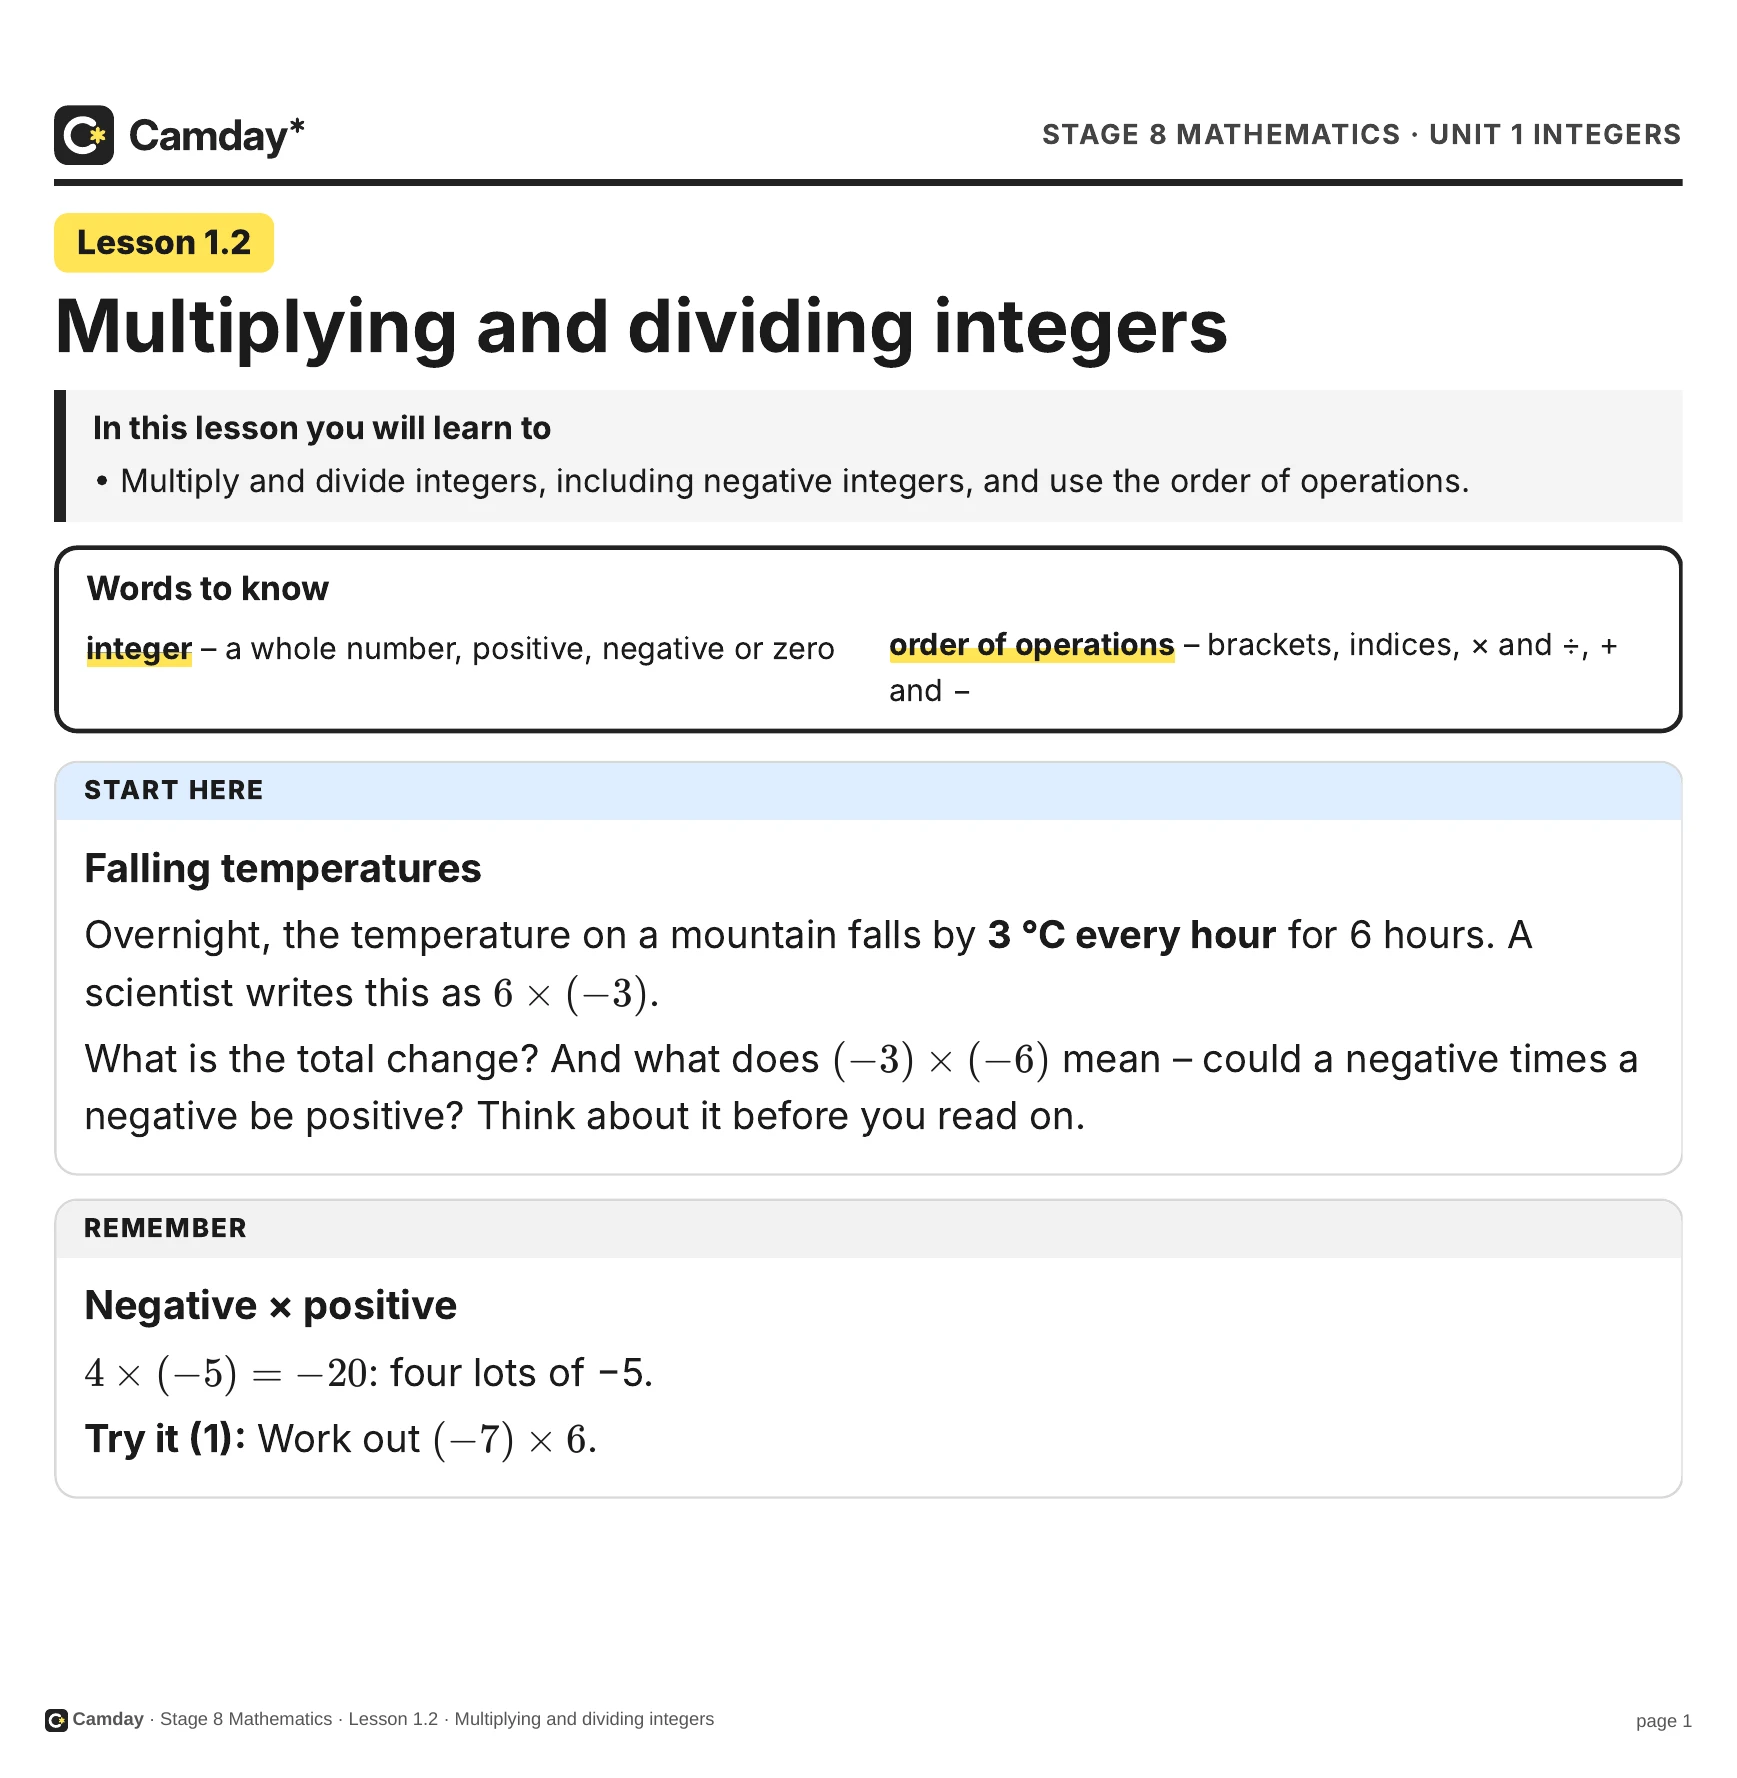 Camday*
STAGE 8 MATHEMATICS · UNIT 1 INTEGERS
Lesson 1.2
Multiplying and dividing integers
In this lesson you will learn to
• Multiply and divide integers, including negative integers, and use the order of operations.
Words to know
integer – a whole number, positive, negative or zero
order of operations – brackets, indices, × and ÷, +
and −
START HERE
Falling temperatures
Overnight, the temperature on a mountain falls by 3 °C every hour for 6 hours. A
scientist writes this as 6 × (−3).
What is the total change? And what does (−3) × (−6) mean – could a negative times a
negative be positive? Think about it before you read on.
REMEMBER
Negative × positive
4 × (−5) = −20: four lots of −5.
Try it (1): Work out (−7) × 6.
Camday · Stage 8 Mathematics · Lesson 1.2 · Multiplying and dividing integers
page 1